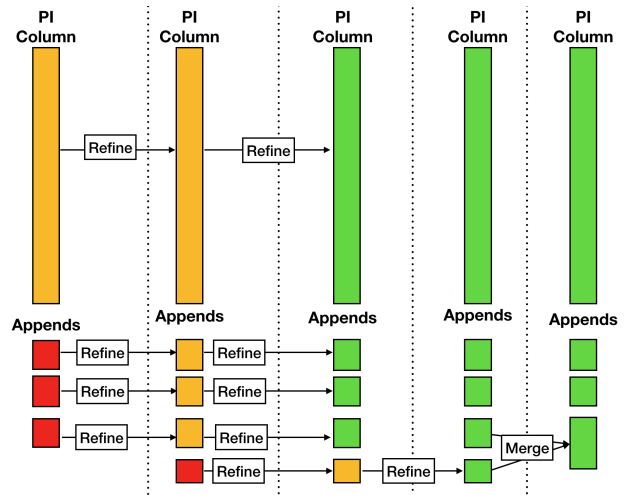 PI
Column
PI
Column
PI
Column
PI
Column
PI
Column
Refine
Refine
Appends
Appends
Appends
Appends
Appends
Refine
Refine
Refine
Refine
Refine
Refine
Merge
Refine
Refine